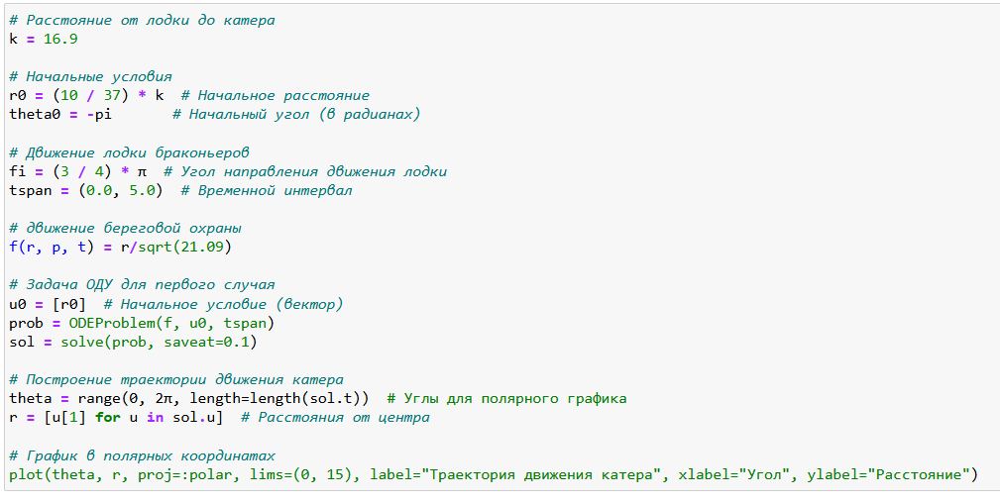 # Расстояние от лодки до катера
k = 16.9
# Начальные условия
r0 = (10 / 37) * k  # Начальное расстояние
theta0 = -pi       # Начальный угол (в радианах)
# Движение лодки браконьеров
fi = (3 / 4) * π  # Угол направления движения лодки
tspan = (0.0, 5.0)  # Временной интервал
# движение береговой охраны
f(r, p, t) = r/sqrt(21.09)
# Задача ОДУ для первого случая
u0 = [r0]  # Начальное условие (вектор)
prob = ODEProblem(f, u0, tspan)
sol = solve(prob, saveat=0.1)
# Построение траектории движения катера
theta = range(0, 2π, length=length(sol.t))  # Углы для полярного графика
r = [u[1] for u in sol.u]  # Расстояния от центра
# График в полярных координатах
plot(theta, r, proj=:polar, lims=(0, 15), label="Траектория движения катера", xlabel="Угол", ylabel="Расстояние")